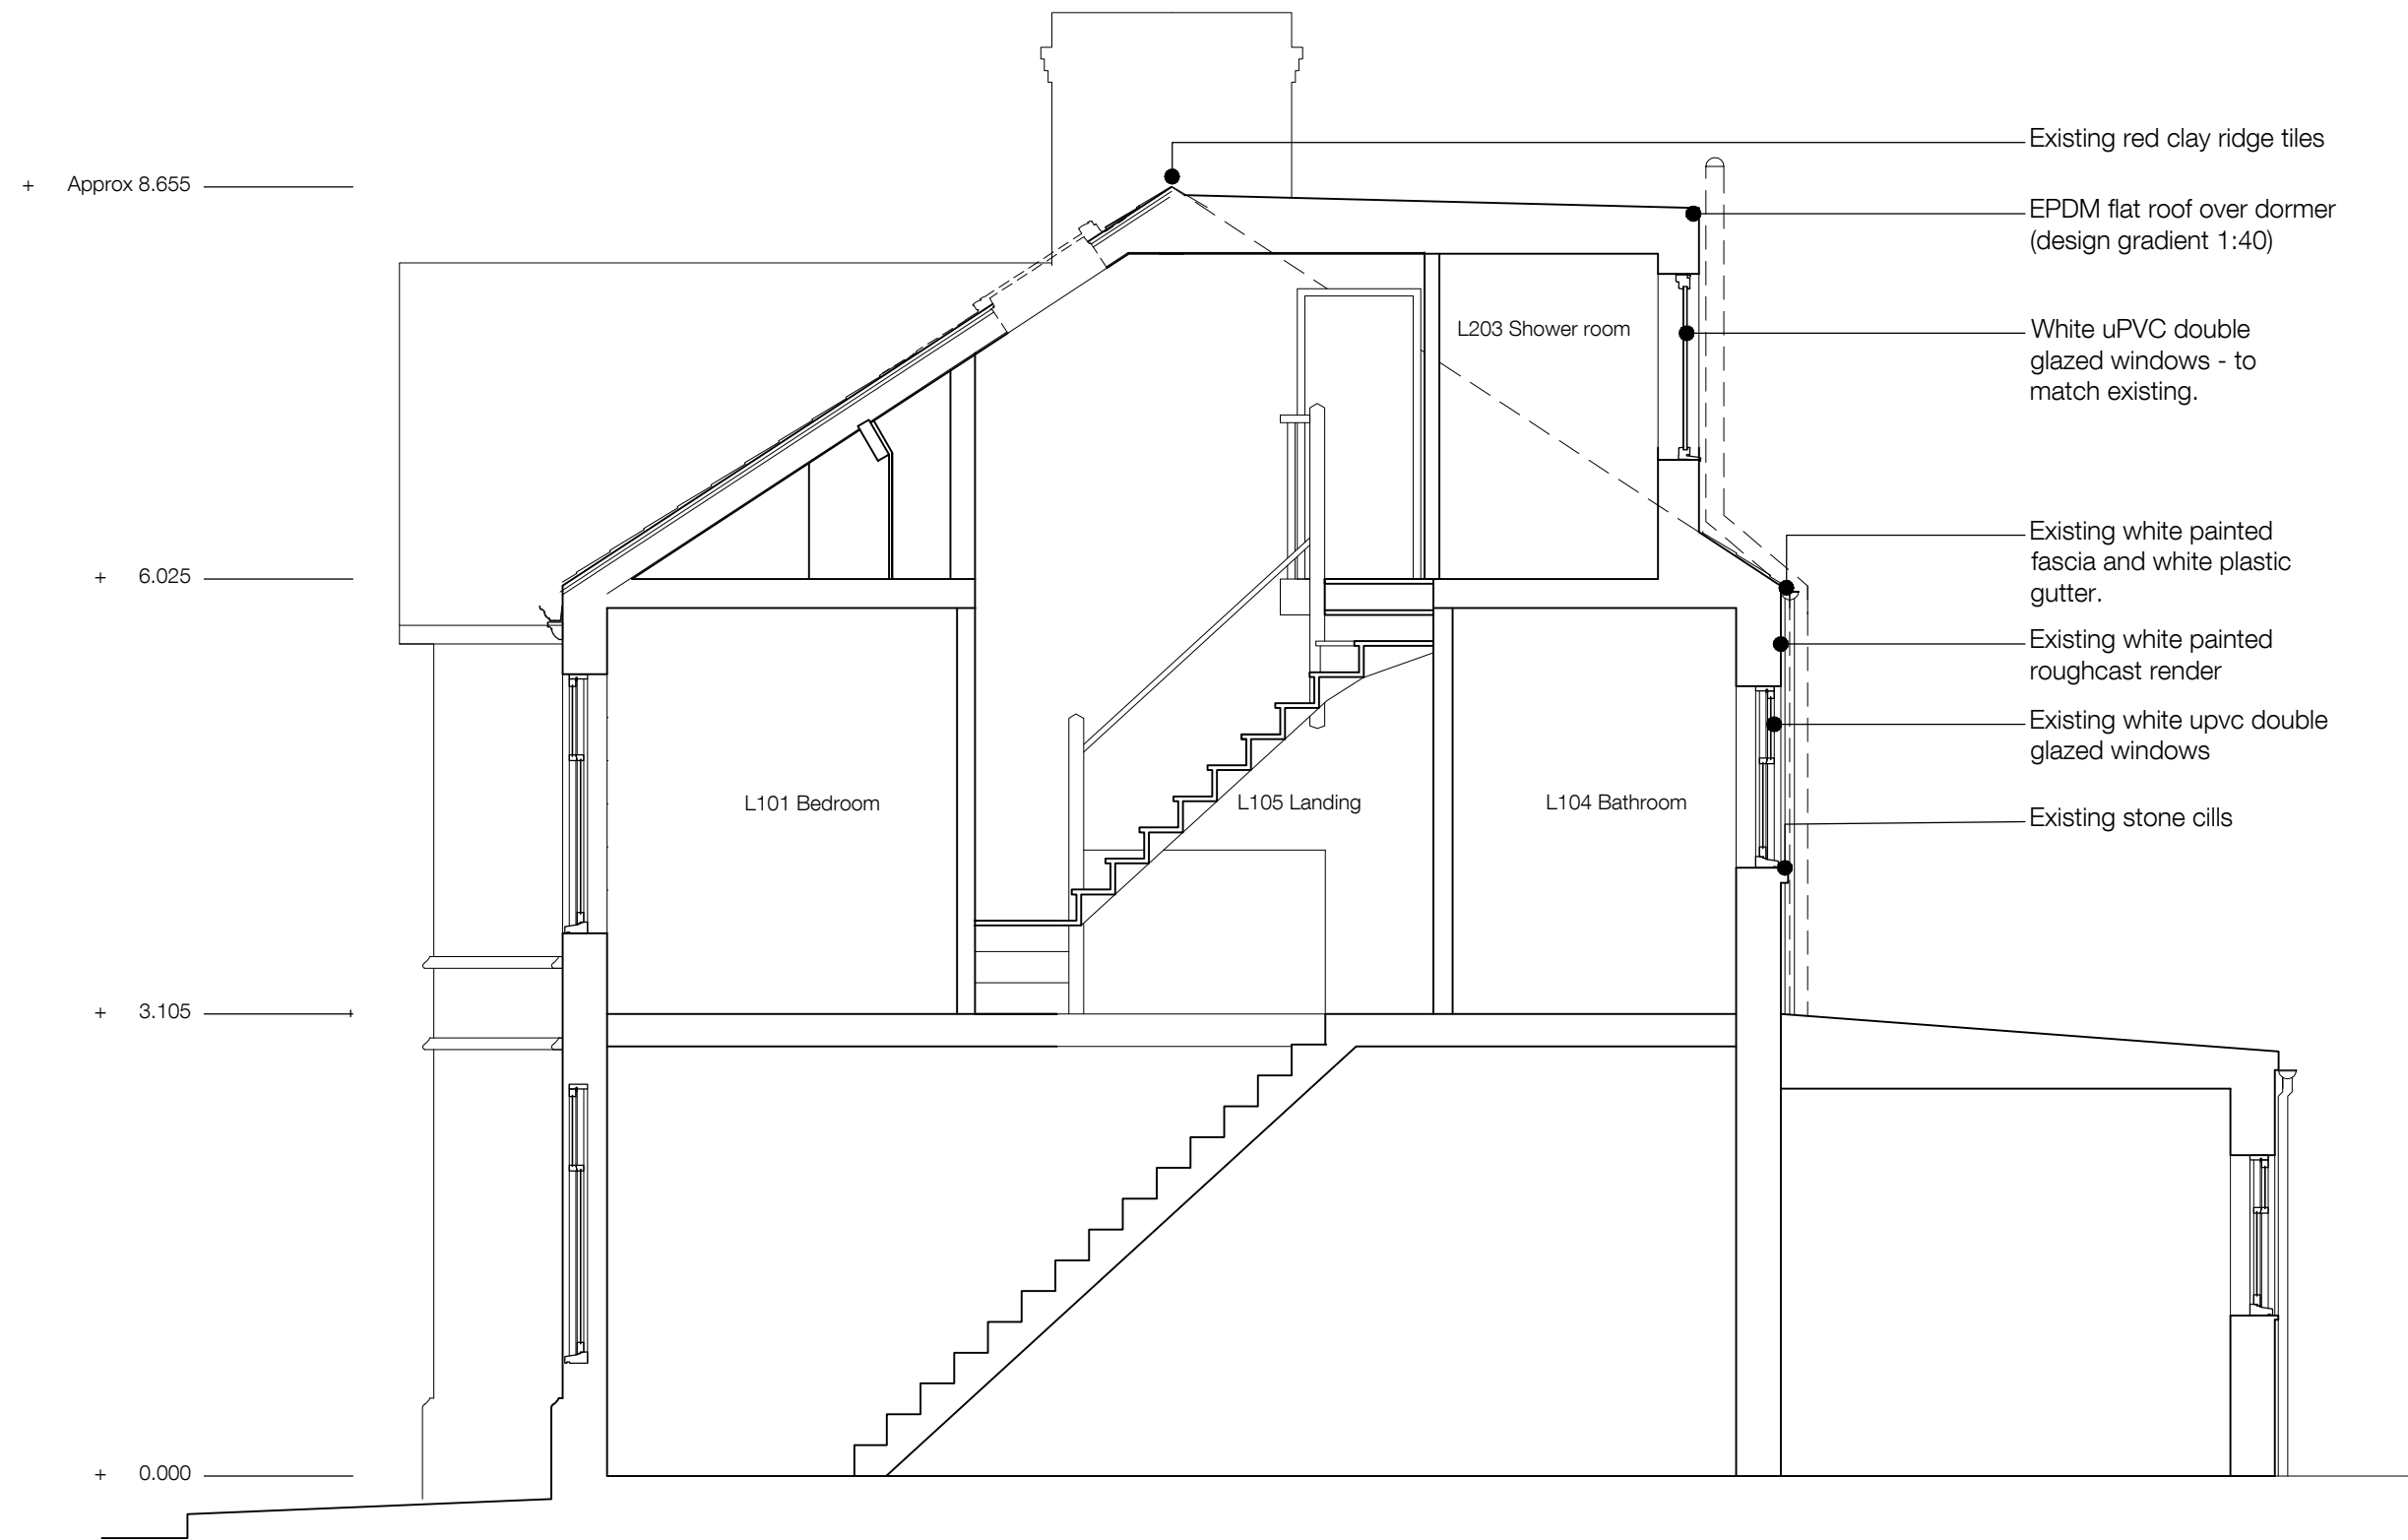 Existing red clay ridge tiles
+ Approx 8.655
EPDM flat roof over dormer
(design gradient 1:40)
L203 Shower room
White uPVC double
glazed windows - to
match existing.
Existing white painted
fascia and white plastic
gutter.
+ 6.025
Existing white painted
roughcast render
Existing white upvc double
glazed windows
L101 Bedroom
L105 Landing
L104 Bathroom
Existing stone cills
+ 3.105
+ 0.000